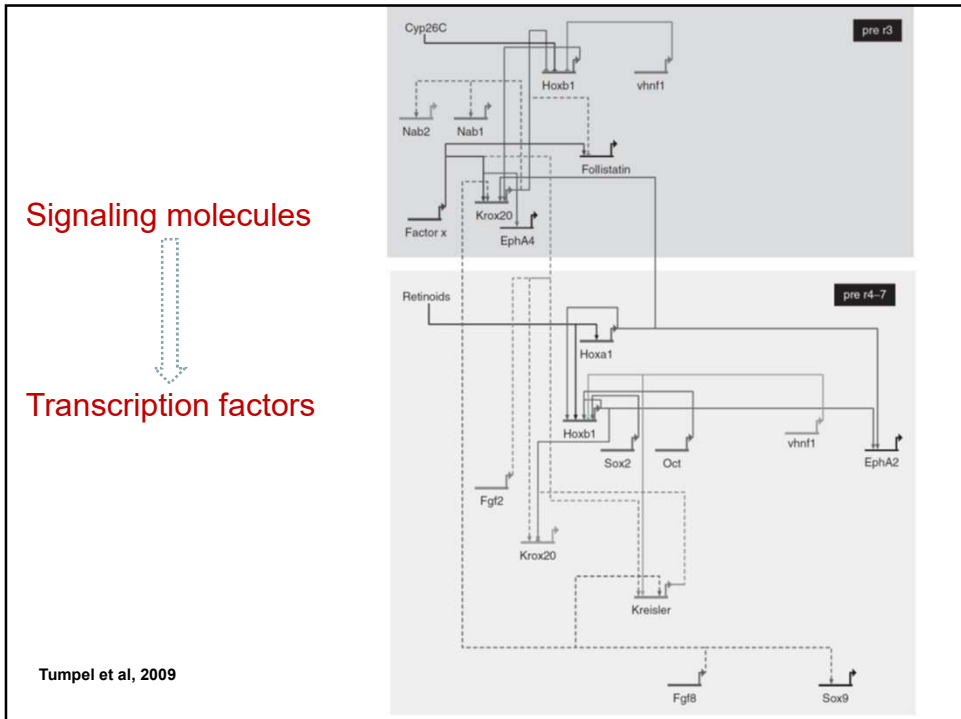 Signaling molecules
Transcription factors
Tumpel et al, 2009
Cyp26C
pre r3
Hoxb1
vhnf1
Nab2
Nab1
Follistatin
Krox20
Factor x
EphA4
Retinoids
pre r4–7
Hoxa1
Hoxb1
Sox2
Oct
vhnf1
EphA2
Fgf2
Krox20
Kreisler
Fgf8
Sox9